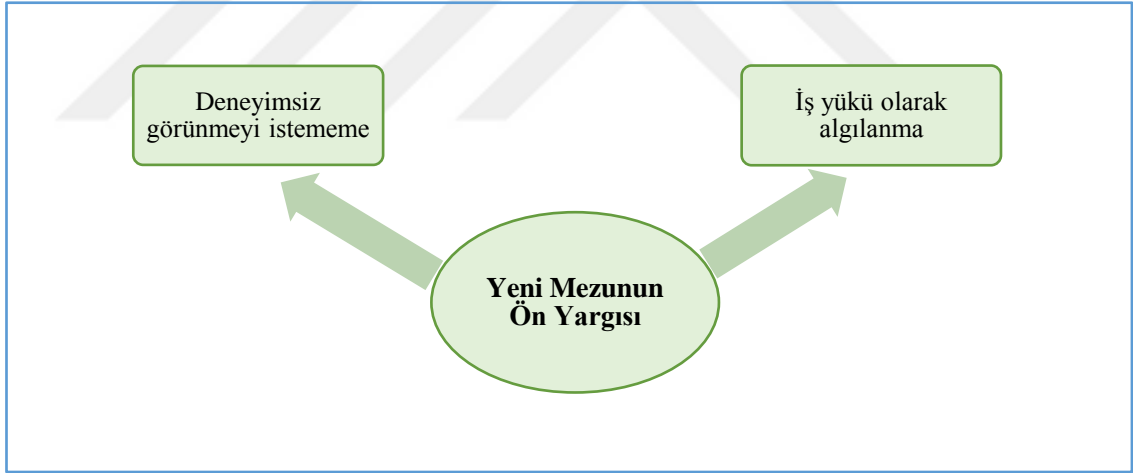 Deneyimsiz
görünmeyi istememe
İş yükü olarak
algılanma
Yeni Mezunun
Ön Yargısı